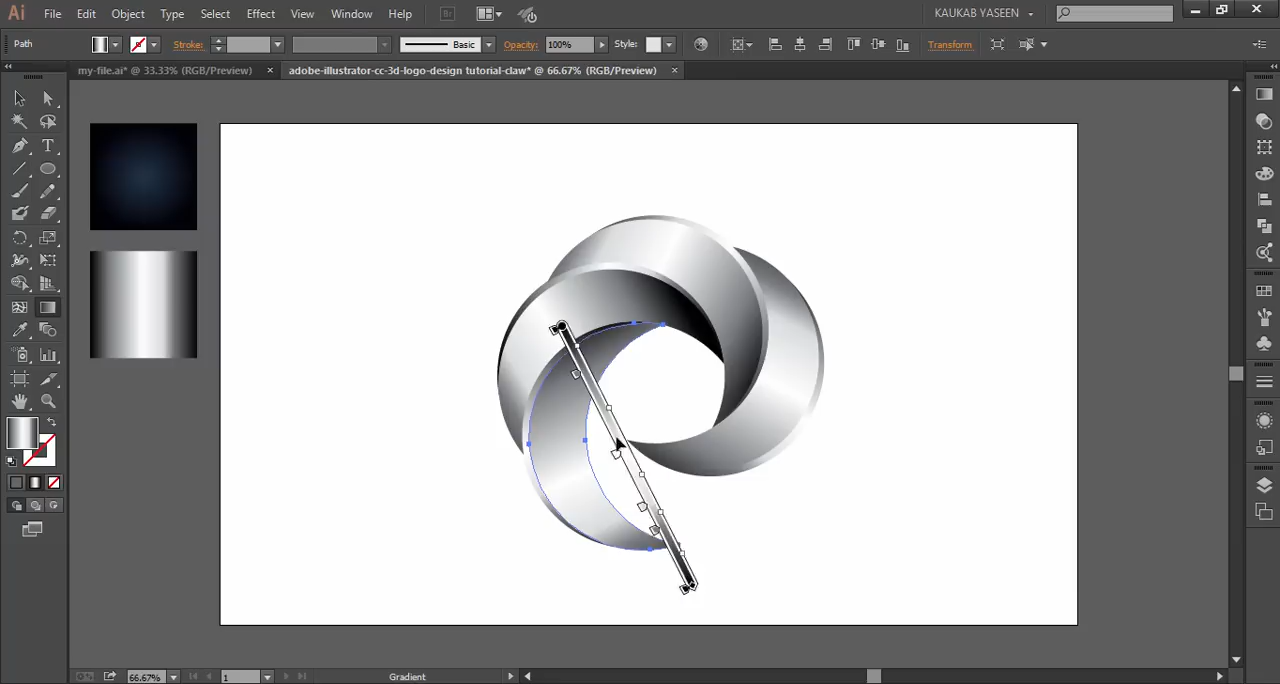 Ai File Edit Object Type Select Effect View Window Help Br KAUKAB YASEEN
Path Stroke: Basic Opacity: 100% Style: Transform
my-file.ai* @ 33.33% (RGB/Preview) × adobe-illustrator-cc-3d-logo-design tutorial-claw* @ 66.67% (RGB/Preview) ×
T
66.67% 1 Gradient